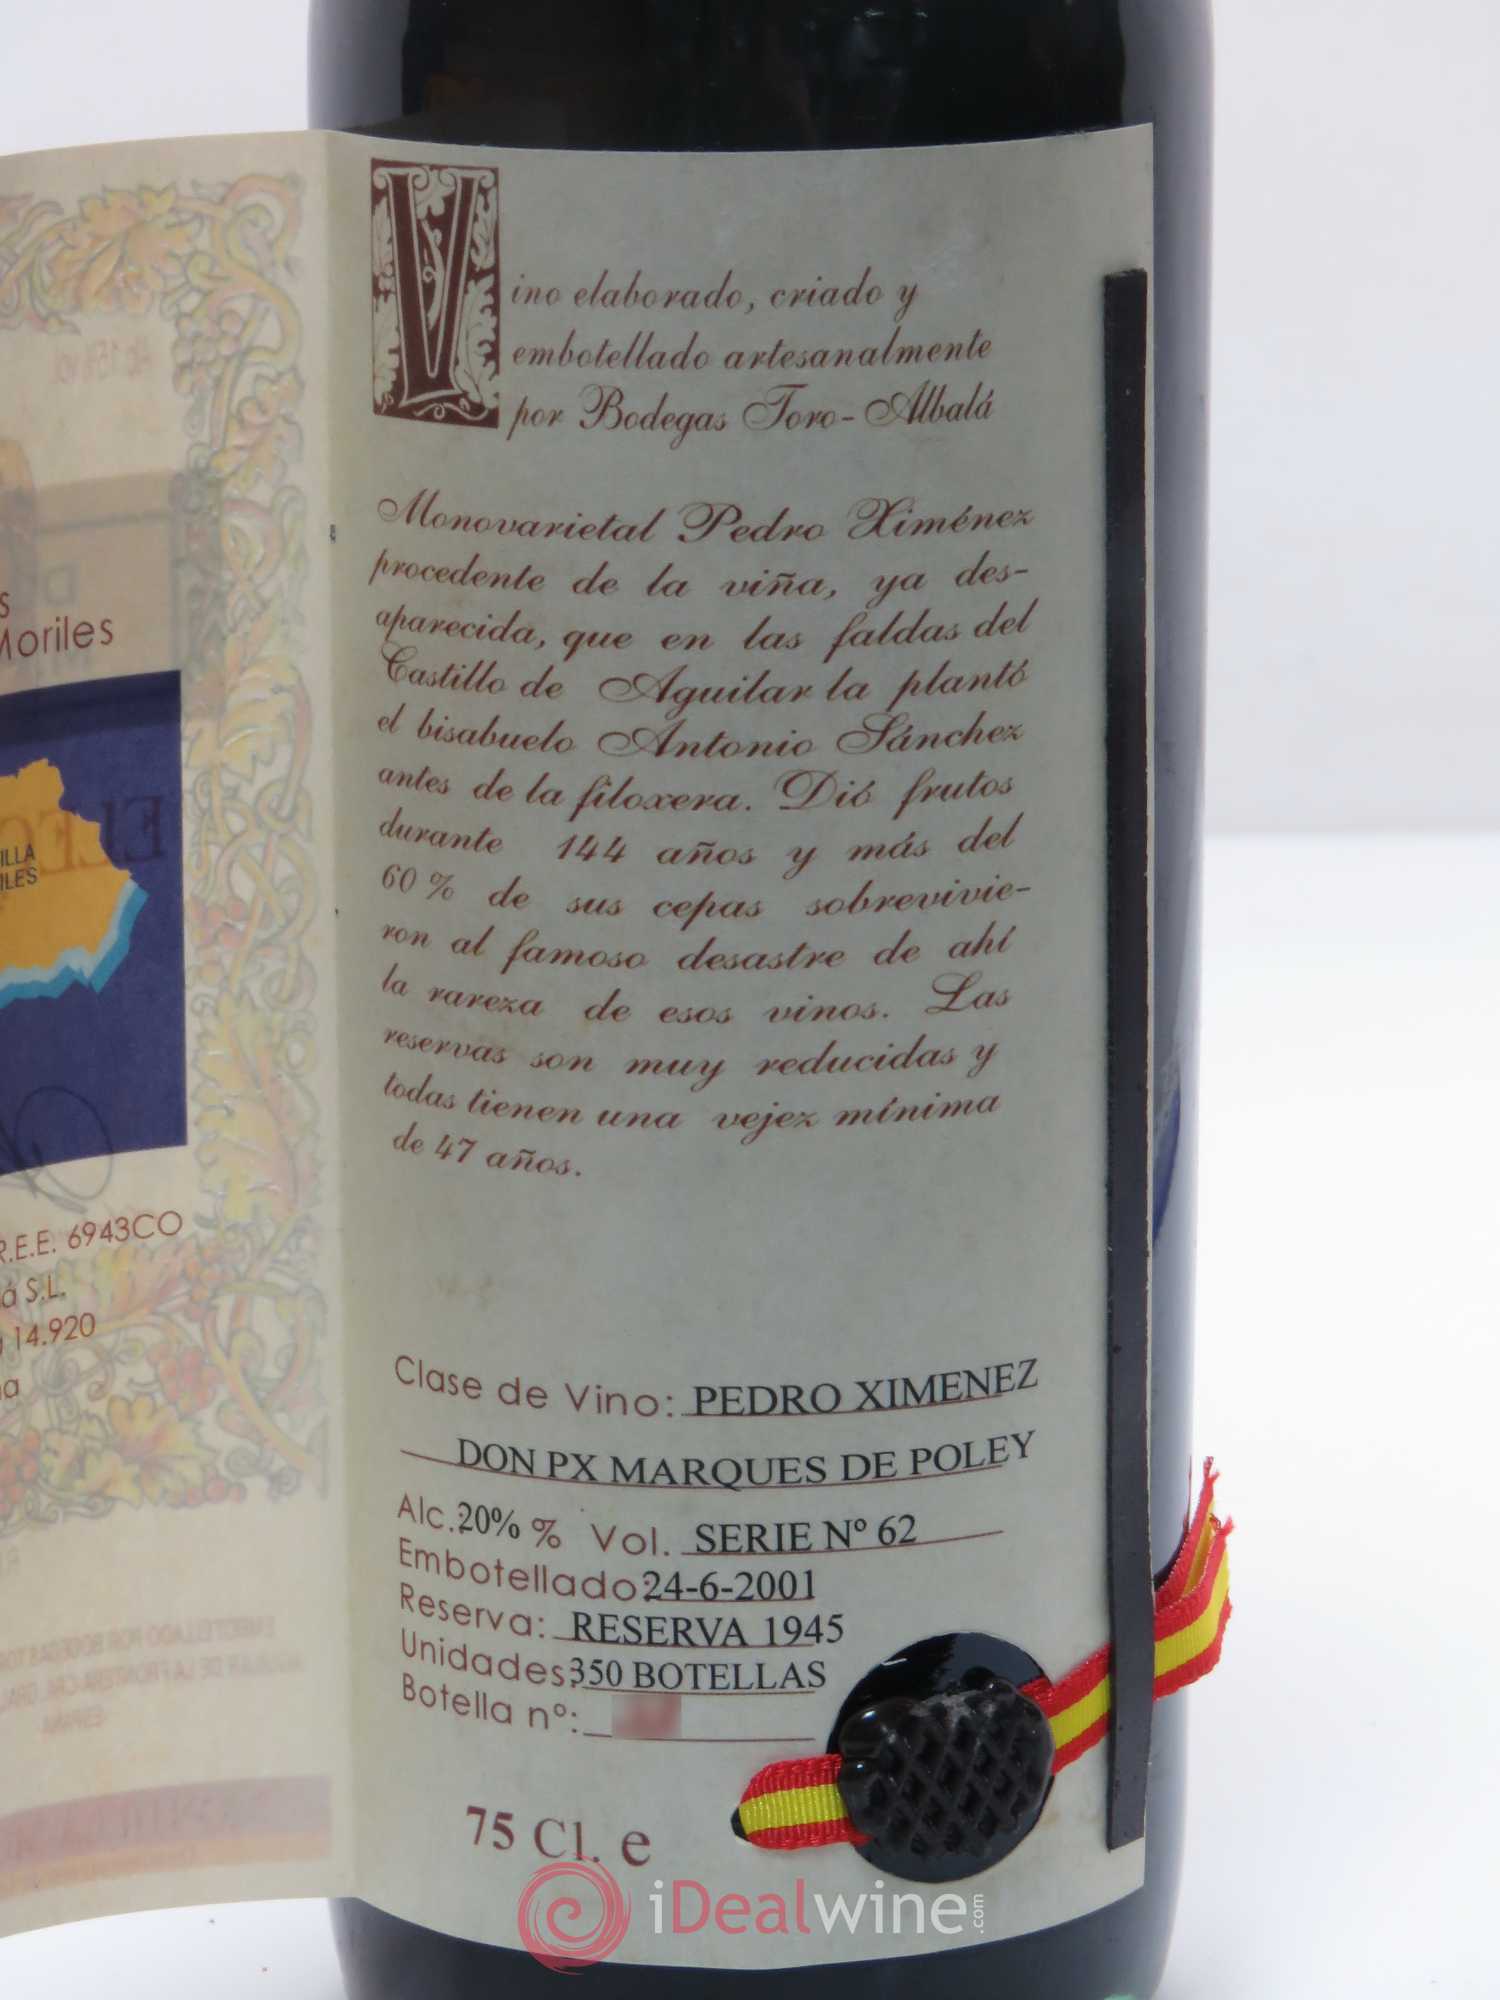 Vino elaborado, criado y
embotellado artesanalmente
por Bodegas Toro-Albalá
Monovarietal Pedro Ximénez
procedente de la viña, ya des-
aparecida, que en las faldas del
Castillo de Aguilar la plantó
el bisabuelo Antonio Sánchez
antes de la filoxera. Dió frutos
durante 144 años y más del
60 % de sus cepas sobrevivie-
ron al famoso desastre de ahí
la rareza de esos vinos. Las
reservas son muy reducidas y
todas tienen una vejez mínima
de 47 años.
Clase de Vino: PEDRO XIMENEZ
DON PX MARQUES DE POLEY
Alc.20% % Vol. SERIE Nº 62
Embotellado:24-6-2001
Reserva: RESERVA 1945
Unidades:350 BOTELLAS
Botella nº:
75 Cl. e
iDealwine.com
s
Moriles
ILLA
ILES
R.E.E. 6943CO
á S.L.
14.920